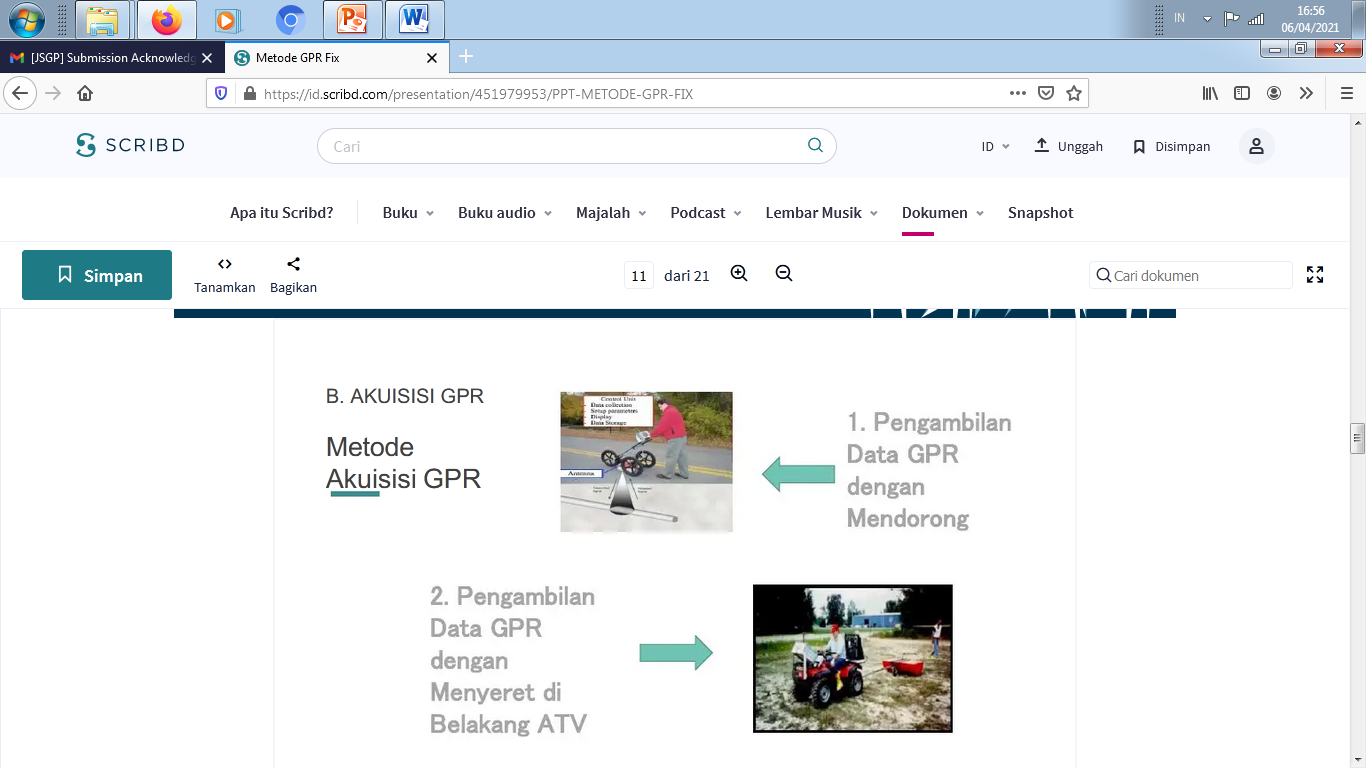 IN
16:56
06/04/2021
[JSGP] Submission Acknowledg
Metode GPR Fix
https://id.scribd.com/presentation/451979953/PPT-METODE-GPR-FIX
SCRIBD
Cari
ID
Unggah
Disimpan
Apa itu Scribd?
Buku
Buku audio
Majalah
Podcast
Lembar Musik
Dokumen
Snapshot
Simpan
Tanamkan
Bagikan
11 dari 21
Cari dokumen
B. AKUISISI GPR
Metode
Akuisisi GPR
Control Unit
Data collection
Setup parameters
Display
Data Storage
Antenna
1. Pengambilan
Data GPR
dengan
Mendorong
2. Pengambilan
Data GPR
dengan
Menyeret di
Belakang ATV